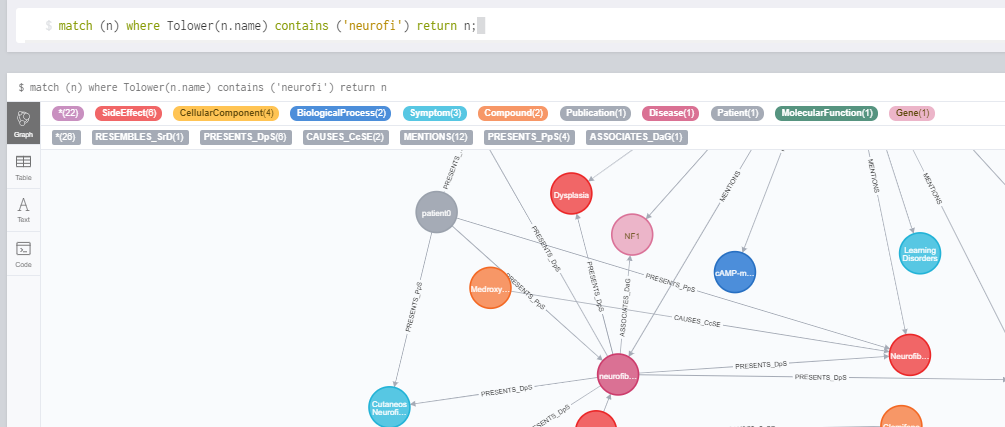 $ match (n) where Tolower(n.name) contains ('neurofi') return n;
$ match (n) where Tolower(n.name) contains ('neurofi') return n
*(22) SideEffect(6) CellularComponent(4) BiologicalProcess(2) Symptom(3) Compound(2) Publication(1) Disease(1) Patient(1) MolecularFunction(1) Gene(1)
*(26) RESEMBLES_SrD(1) PRESENTS_DpS(6) CAUSES_CcSE(2) MENTIONS(12) PRESENTS_PpS(4) ASSOCIATES_DaG(1)
Graph
Table
Text
Code
PRESENTS_
MENTIONS
MENTIONS
MENTIONS
Dysplasia
patient0
NF1
PRESENTS_DpS
Learning
Disorders
cAMP-m...
PRESENTS_DpS
PRESENTS_PpS
Medroxy...
PRESENTS_PpS
ASSOCIATES_DaG
PRESENTS_PpS
CAUSES_CcSE
Neurofib...
PRESENTS_DpS
neurofib...
PRESENTS_DpS
PRESENTS_DpS
Cutaneos
Neurofi...
PRESENTS_DpS